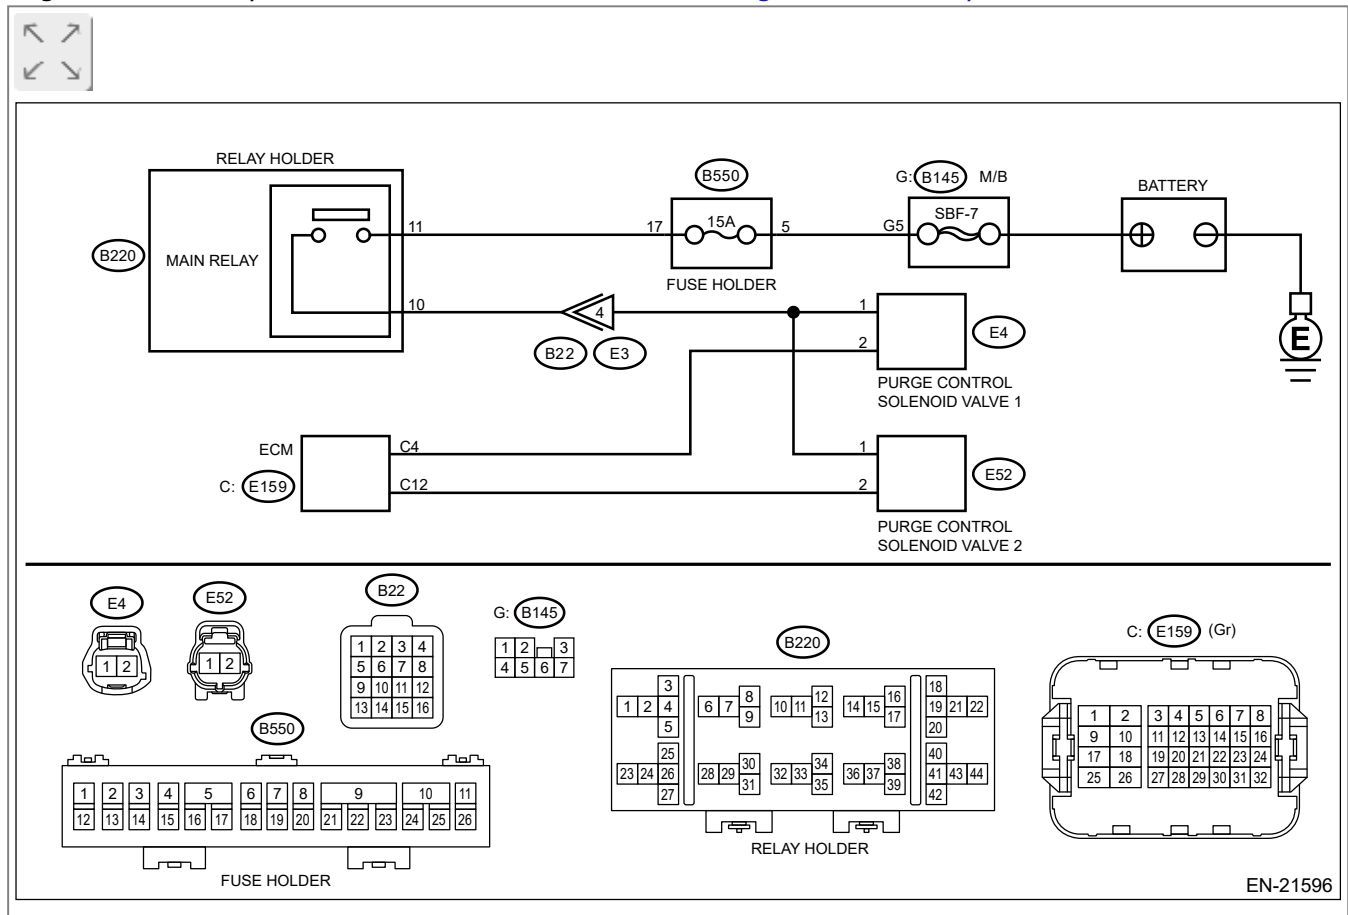 RELAY HOLDER
B550
G: B145 M/B
BATTERY
11
17
15A
5
G5
SBF-7
B220
MAIN RELAY
FUSE HOLDER
10
4
1
B22
E3
2
E4
PURGE CONTROL
SOLENOID VALVE 1
E
ECM
C4
1
C: E159
C12
2
E52
PURGE CONTROL
SOLENOID VALVE 2
E4
1 2
E52
1 2
B22
1 2 3 4
5 6 7 8
9 10 11 12
13 14 15 16
G: B145
1 2 3
4 5 6 7
B550
1 2 3 4 5 6 7 8 9 10 11
12 13 14 15 16 17 18 19 20 21 22 23 24 25 26
FUSE HOLDER
B220
3 8 12 16 18
1 2 4 6 7 10 11 14 15 19 21 22
9 13 17
5 20
25 30 34 38 40
23 24 26 28 29 32 33 36 37 41 43 44
31 35 39
27 42
RELAY HOLDER
C: E159 (Gr)
1 2 3 4 5 6 7 8
9 10 11 12 13 14 15 16
17 18 19 20 21 22 23 24
25 26 27 28 29 30 31 32
EN-21596